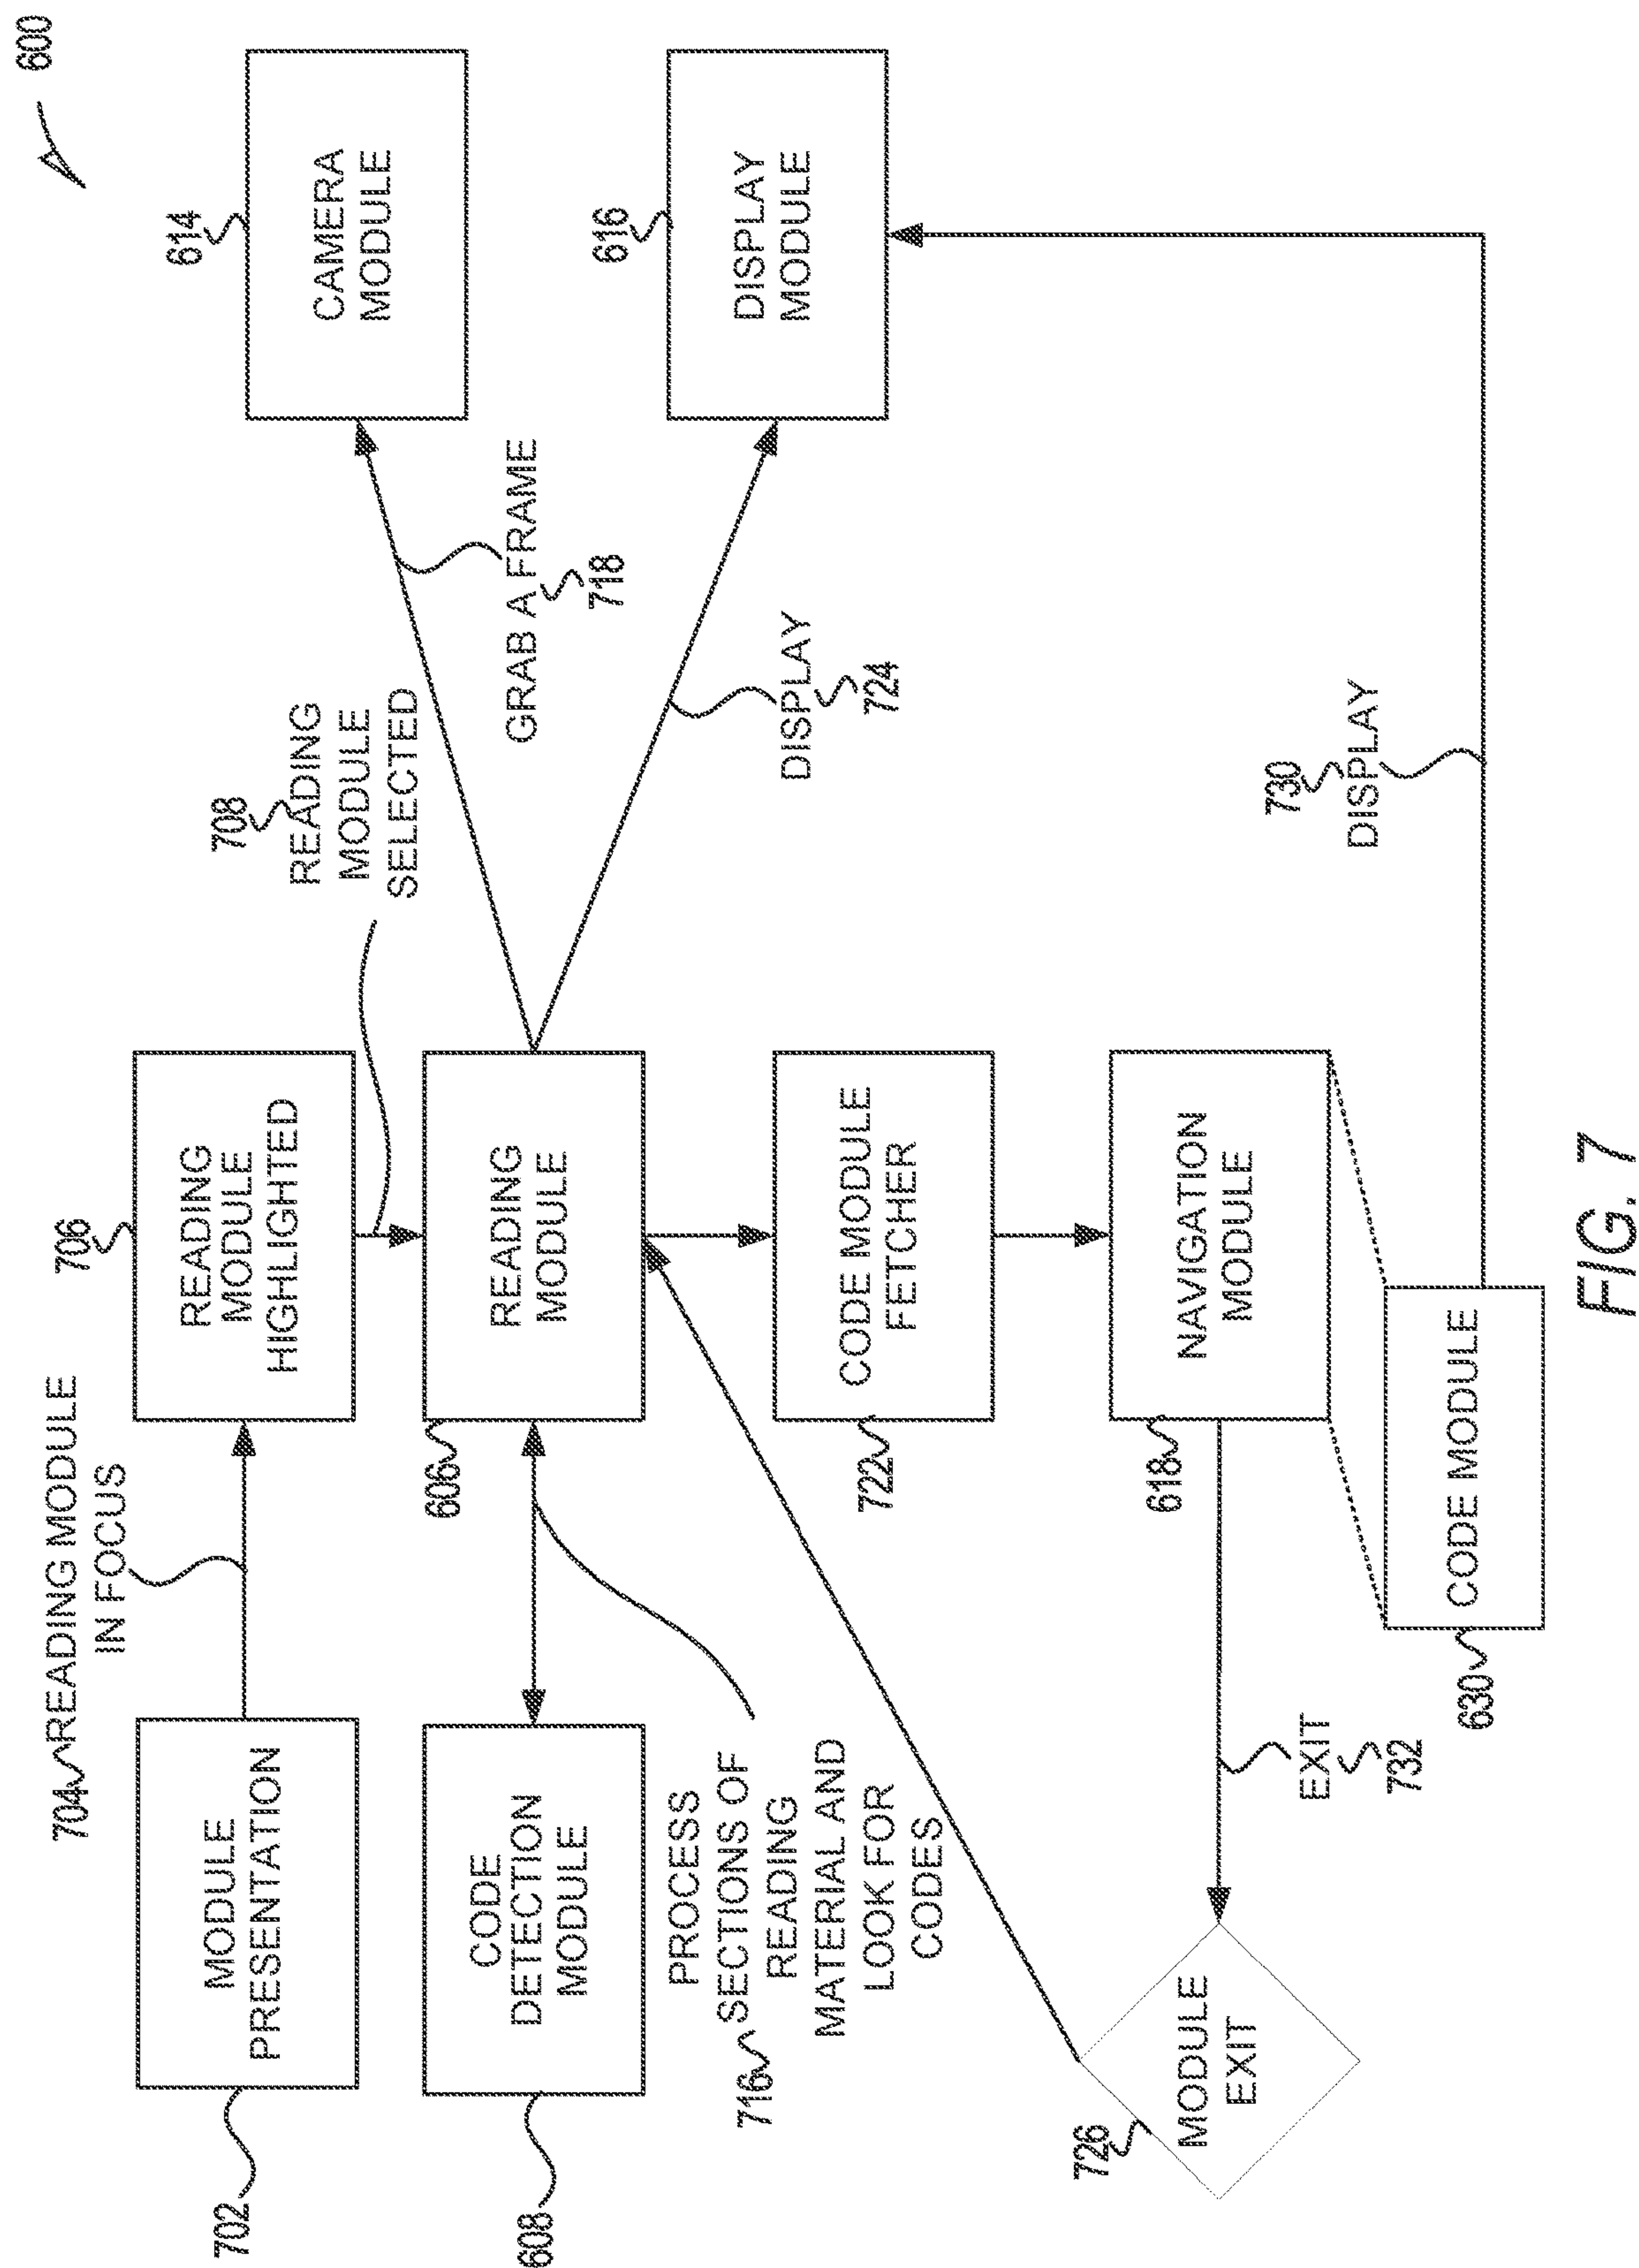 600
702
MODULE
PRESENTATION
704
READING MODULE
IN FOCUS
706
READING
MODULE
HIGHLIGHTED
708
READING
MODULE
SELECTED
614
CAMERA
MODULE
608
CODE
DETECTION
MODULE
606
READING
MODULE
GRAB A FRAME
718
616
DISPLAY
MODULE
716
PROCESS
SECTIONS OF
READING
MATERIAL AND
LOOK FOR
CODES
722
CODE MODULE
FETCHER
DISPLAY
724
726
MODULE
EXIT
EXIT
732
618
NAVIGATION
MODULE
630
CODE MODULE
730
DISPLAY
FIG. 7